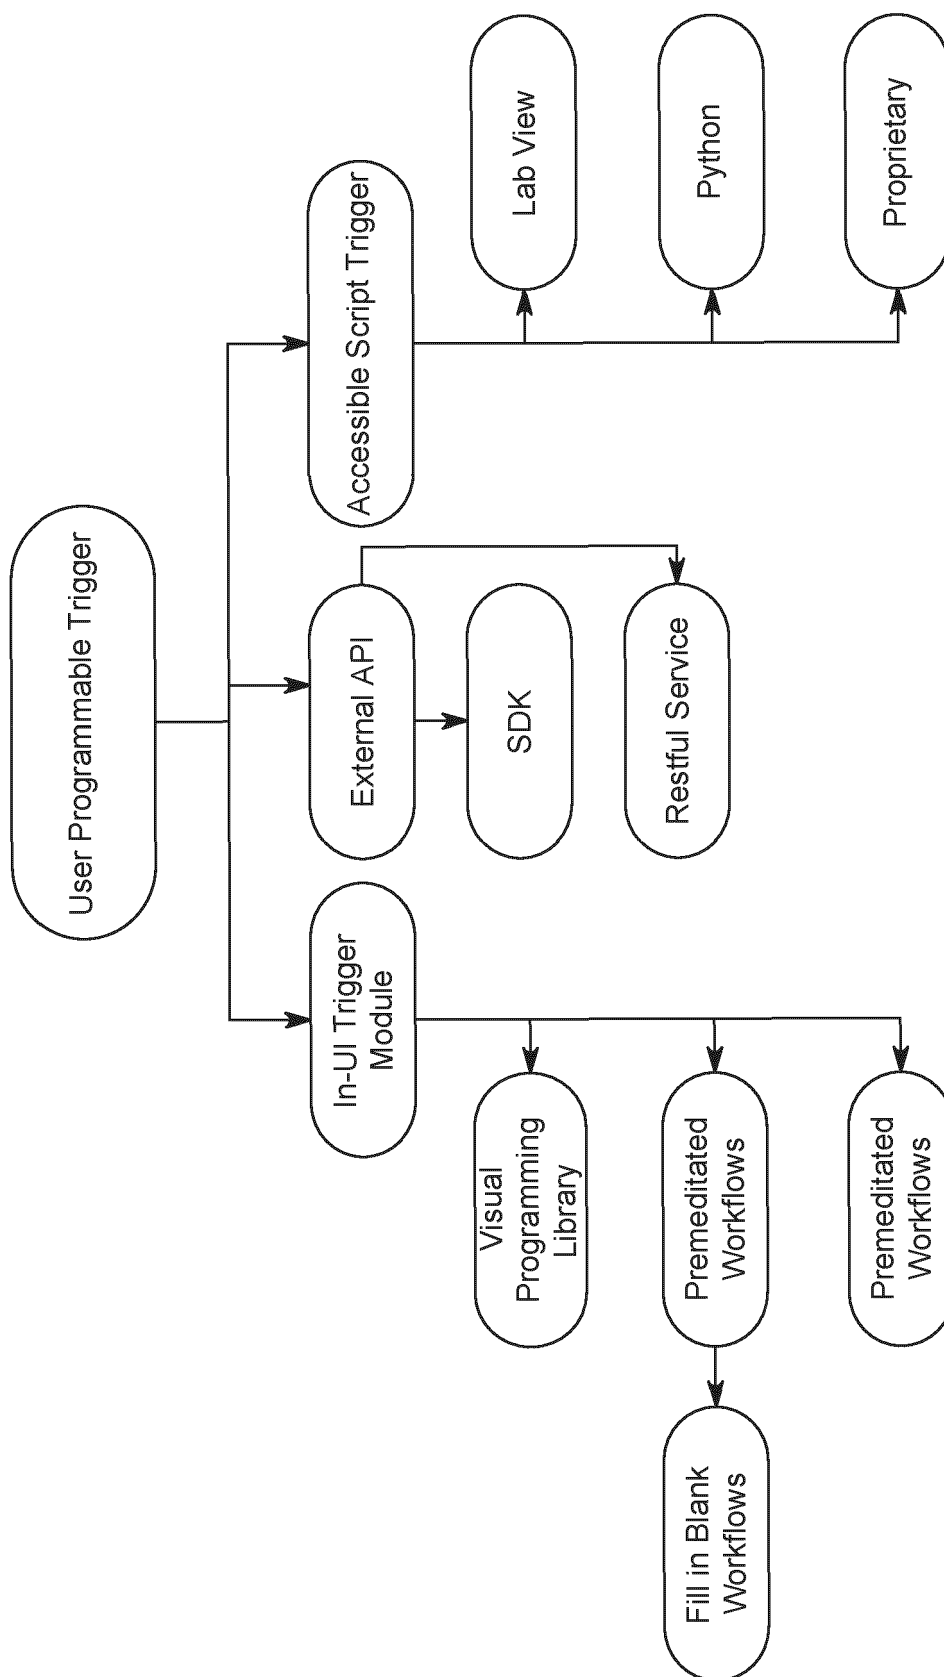 User Programmable Trigger
In-UI Trigger
Module
External API
Accessible Script Trigger
Visual
Programming
Library
SDK
Lab View
Fill in Blank
Workflows
Premeditated
Workflows
Restful Service
Python
Premeditated
Workflows
Proprietary